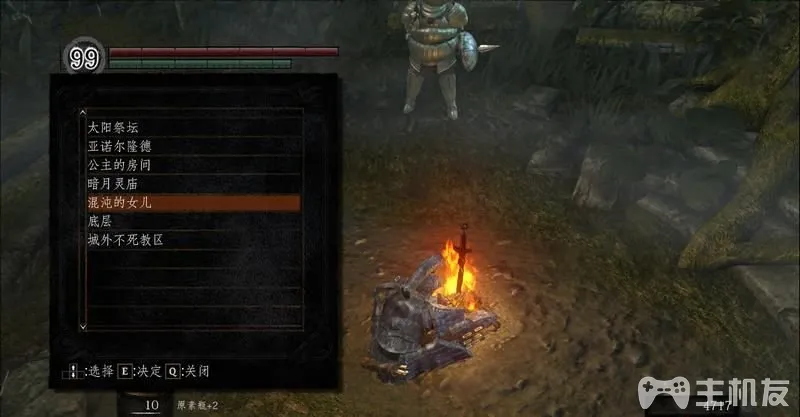 99
太阳祭坛
亚诺尔隆德
公主的房间
暗月灵庙
混沌的女儿
底层
城外不死教区
:选择 E:决定 Q:关闭
10 原素瓶+2
主机友